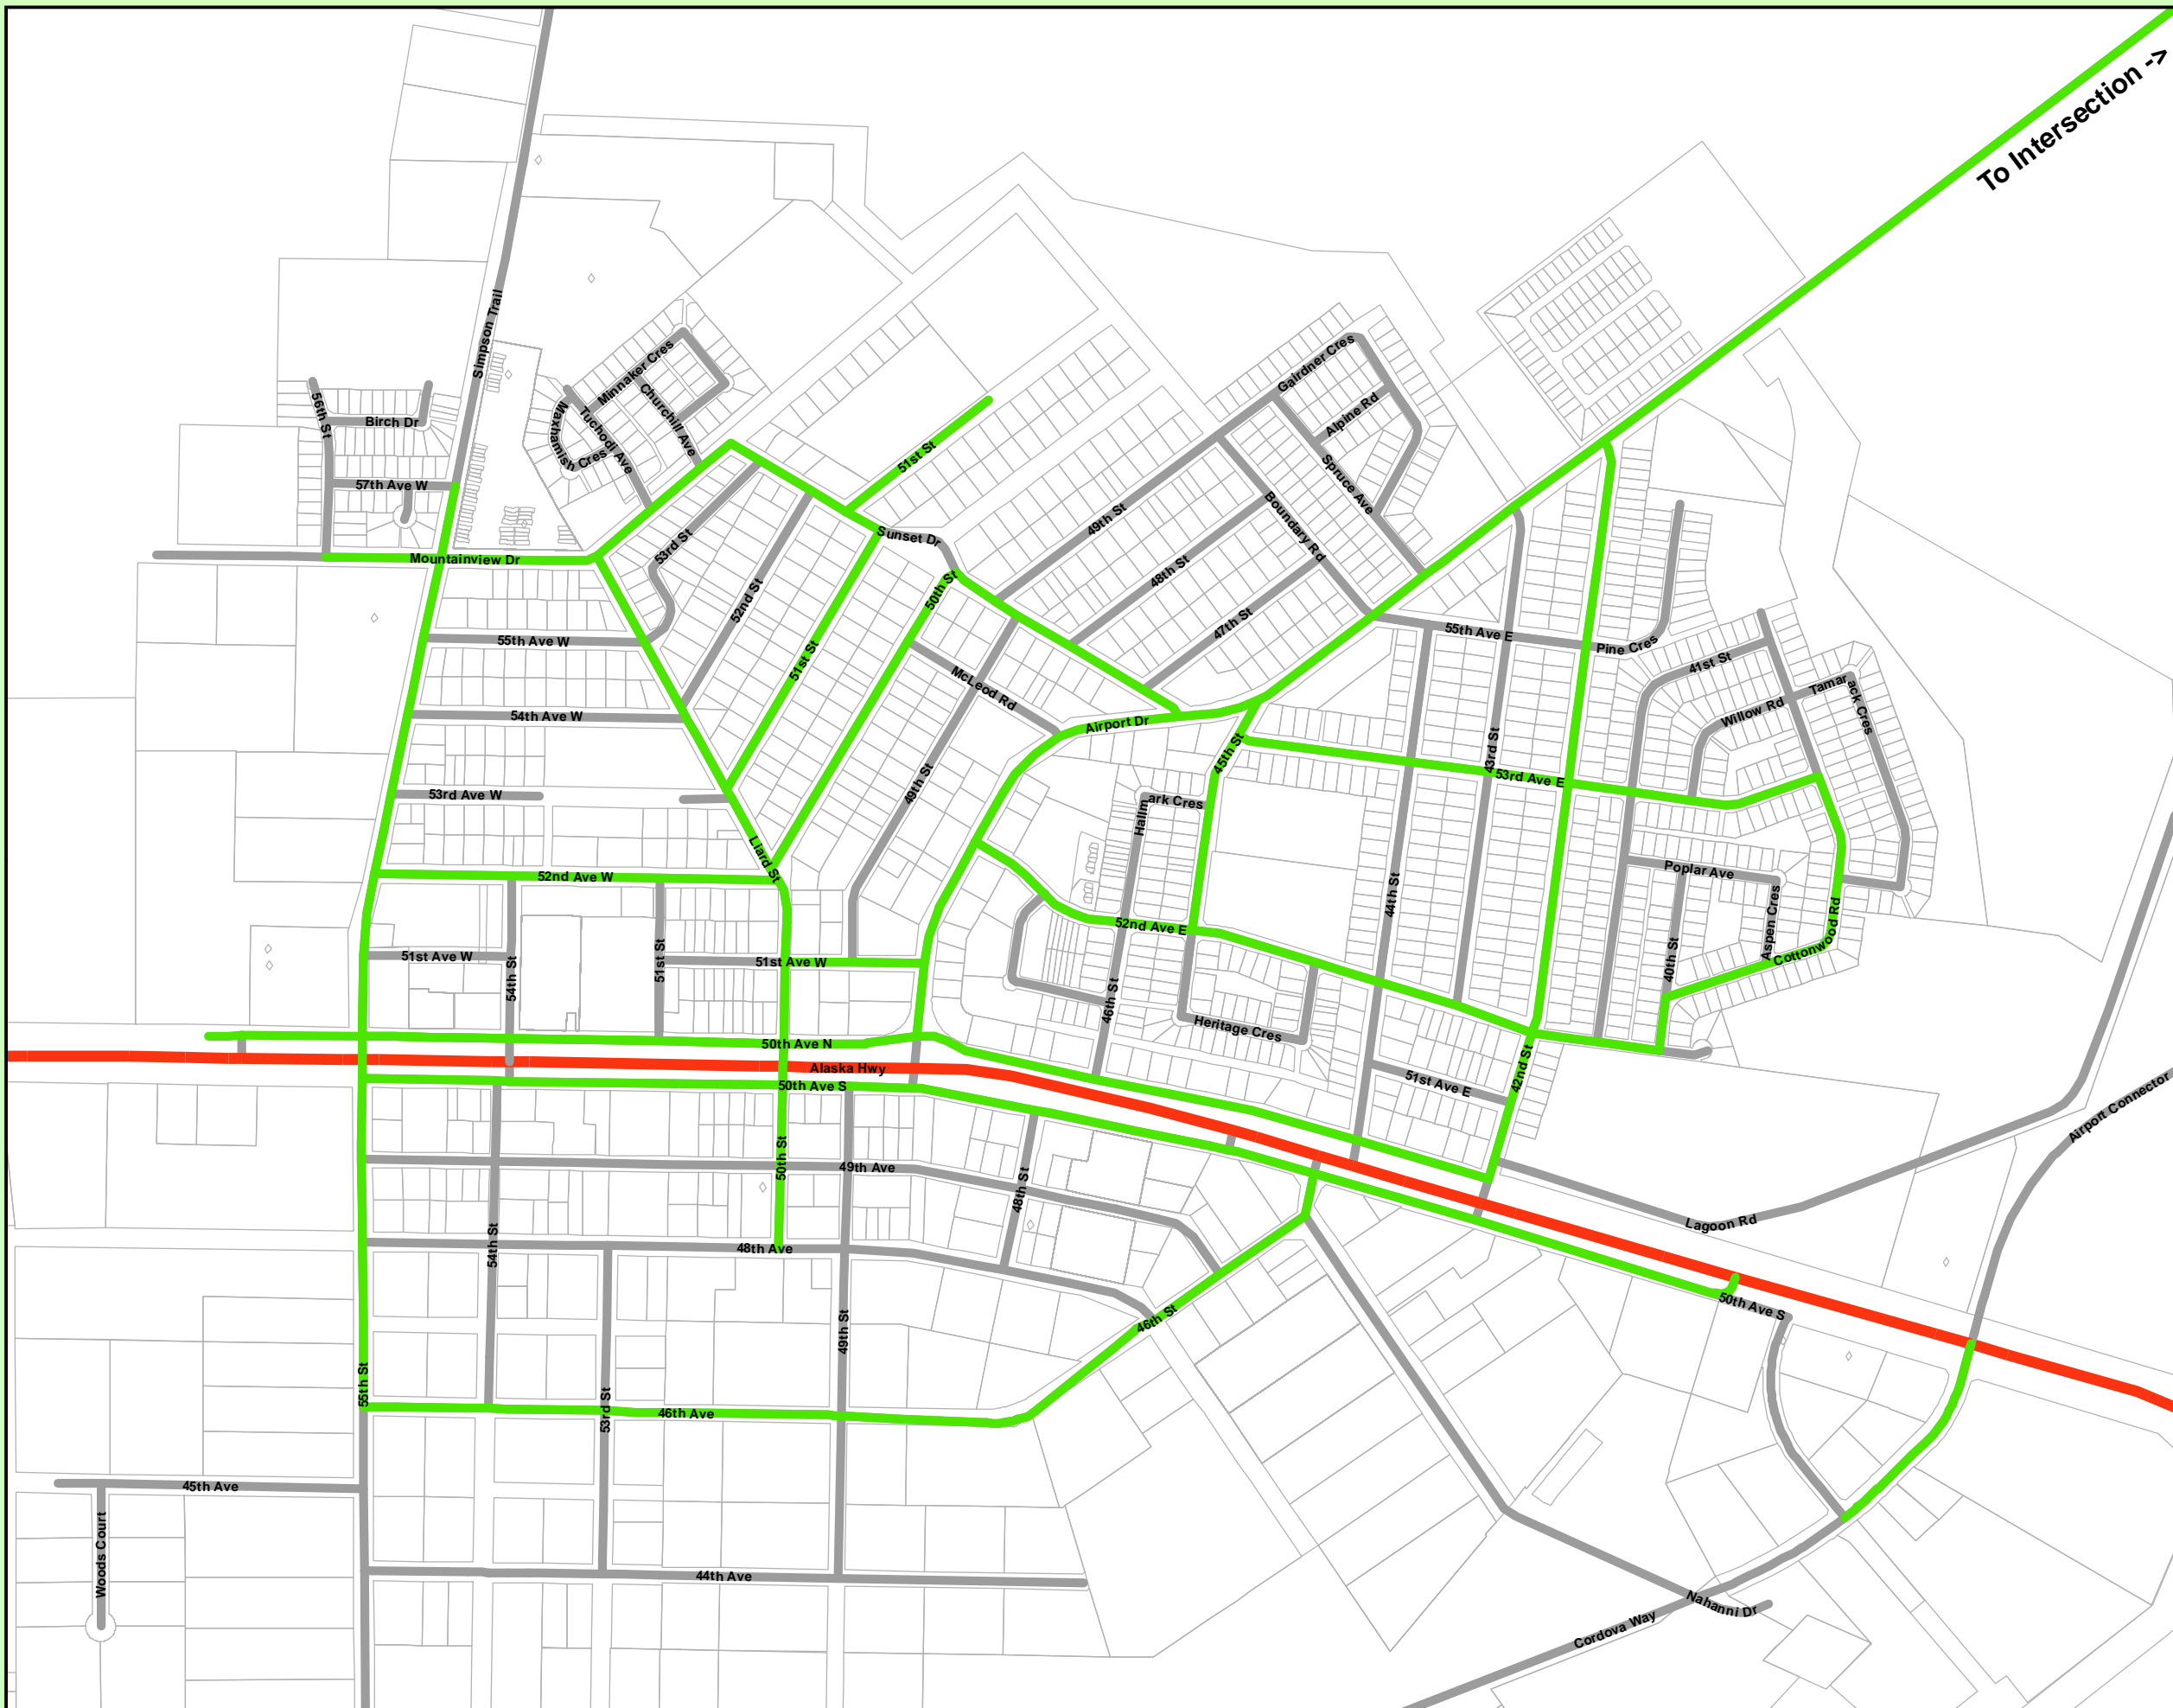 To Intersection ->
Simpson Trail
Minnaker Cres
Gairdner Cres
56th St
Birch Dr
Churchill Ave
Alpine Rd
Maxhamish Cres
Tuchodi Ave
51st St
57th Ave W
Spruce Ave
49th St
Boundary Rd
Sunset Dr
53rd St
Mountainview Dr
48th St
52nd St
50th St
47th St
55th Ave W
55th Ave E
Pine Cres
51st St
41st St
McLeod Rd
Tamarack Cres
Willow Rd
54th Ave W
Airport Dr
45th St
43rd St
53rd Ave E
49th St
53rd Ave W
Hallmark Cres
Liard St
52nd Ave W
Poplar Ave
44th St
Aspen Cres
52nd Ave E
Cottonwood Rd
51st Ave W
54th St
51st St
51st Ave W
40th St
46th St
Heritage Cres
50th Ave N
Alaska Hwy
50th Ave S
51st Ave E
42nd St
Airport Connector
50th St
49th Ave
48th St
Lagoon Rd
54th St
48th Ave
50th Ave S
46th St
49th St
55th St
53rd St
46th Ave
45th Ave
Woods Court
44th Ave
Nahanni Dr
Cordova Way